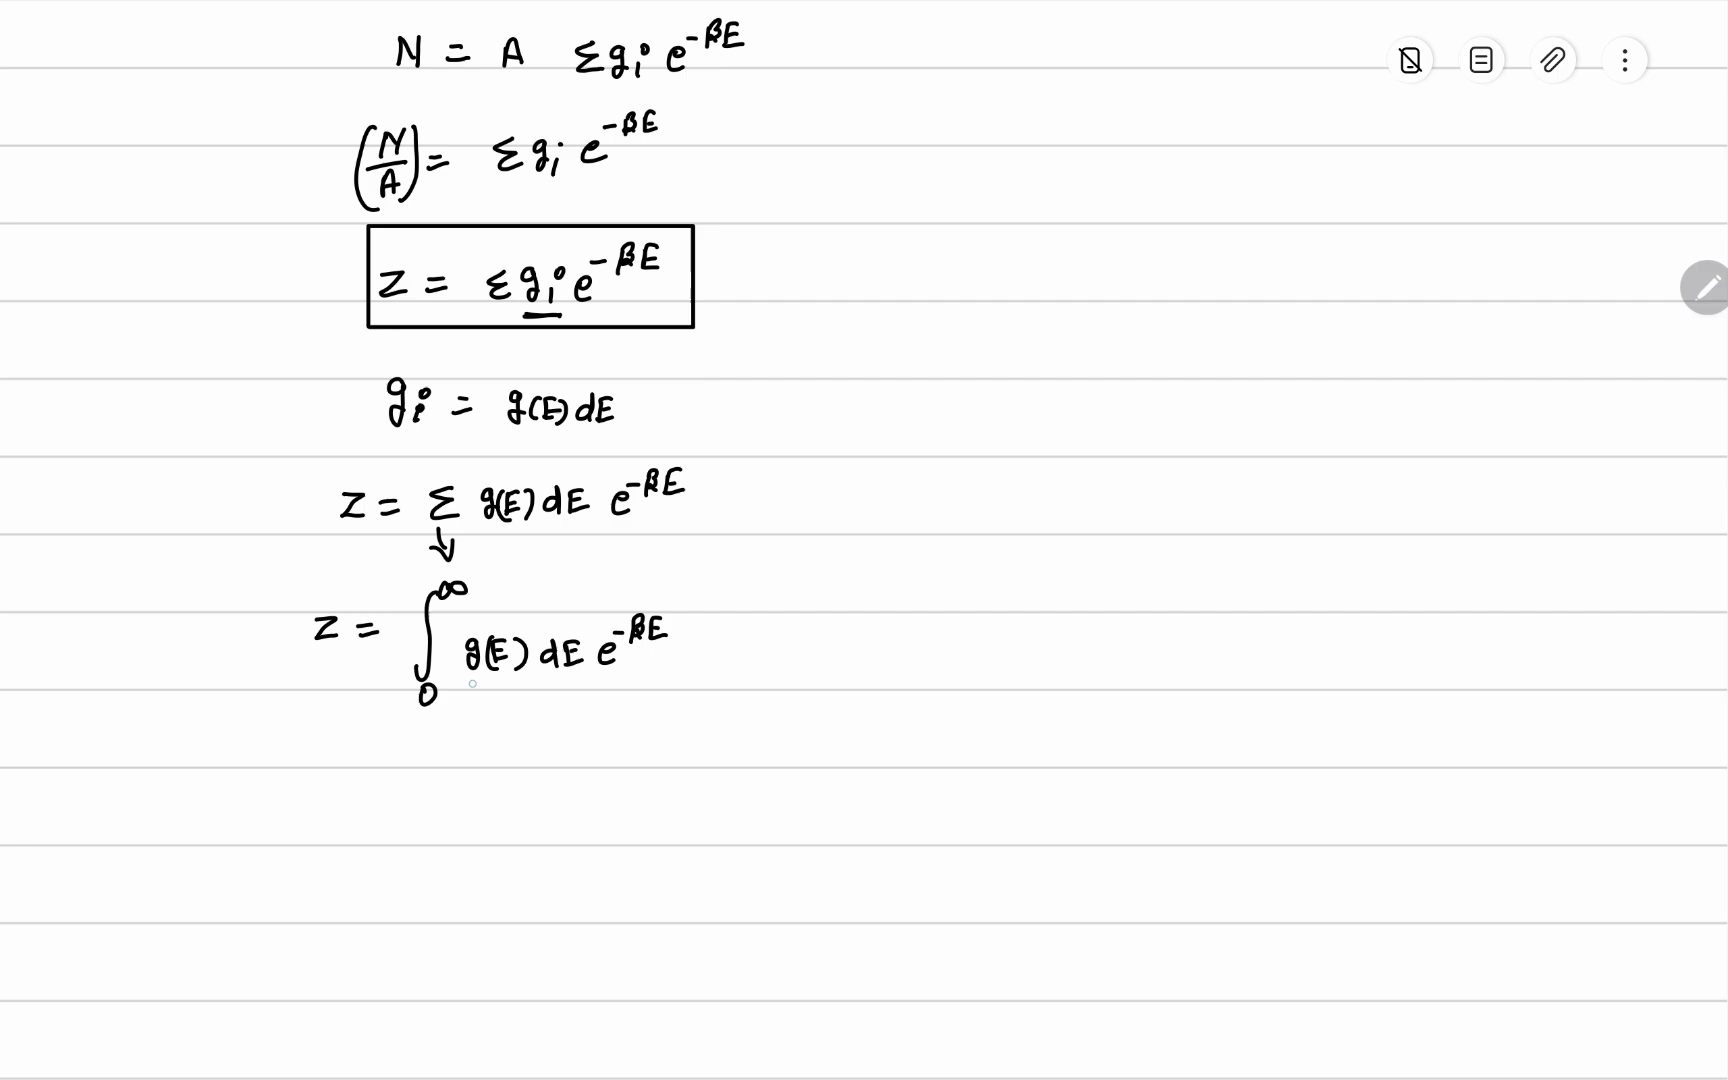 N = A Σgᵢ e^{-βE}
(N/A) = Σgᵢ e^{-βE}
Z = Σgᵢ e^{-βE}
gᵢ = g(E)dE
Z = Σ g(E)dE e^{-βE}
↓
Z = ∫₀^∞ g(E) dE e^{-βE}